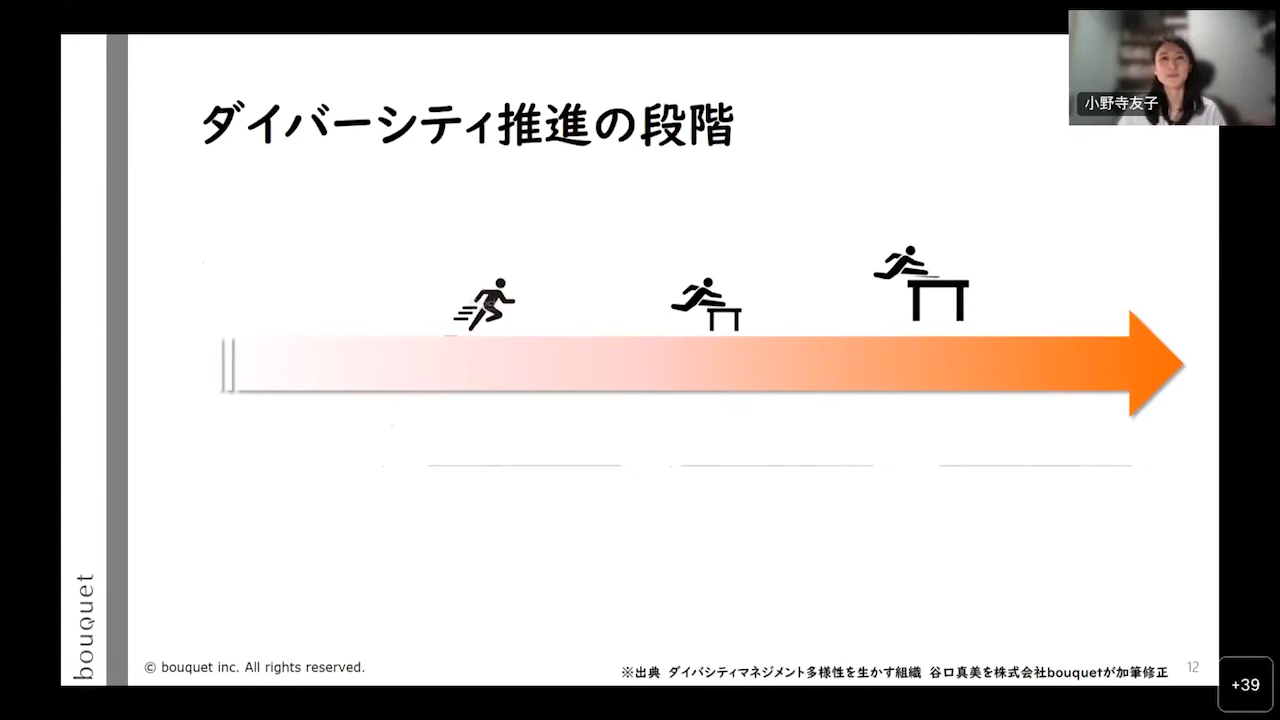 小野寺友子
ダイバーシティ推進の段階
bouquet
© bouquet inc. All rights reserved.
※出典 ダイバシティマネジメント多様性を生かす組織 谷口真美を株式会社bouquetが加筆修正
12
+39